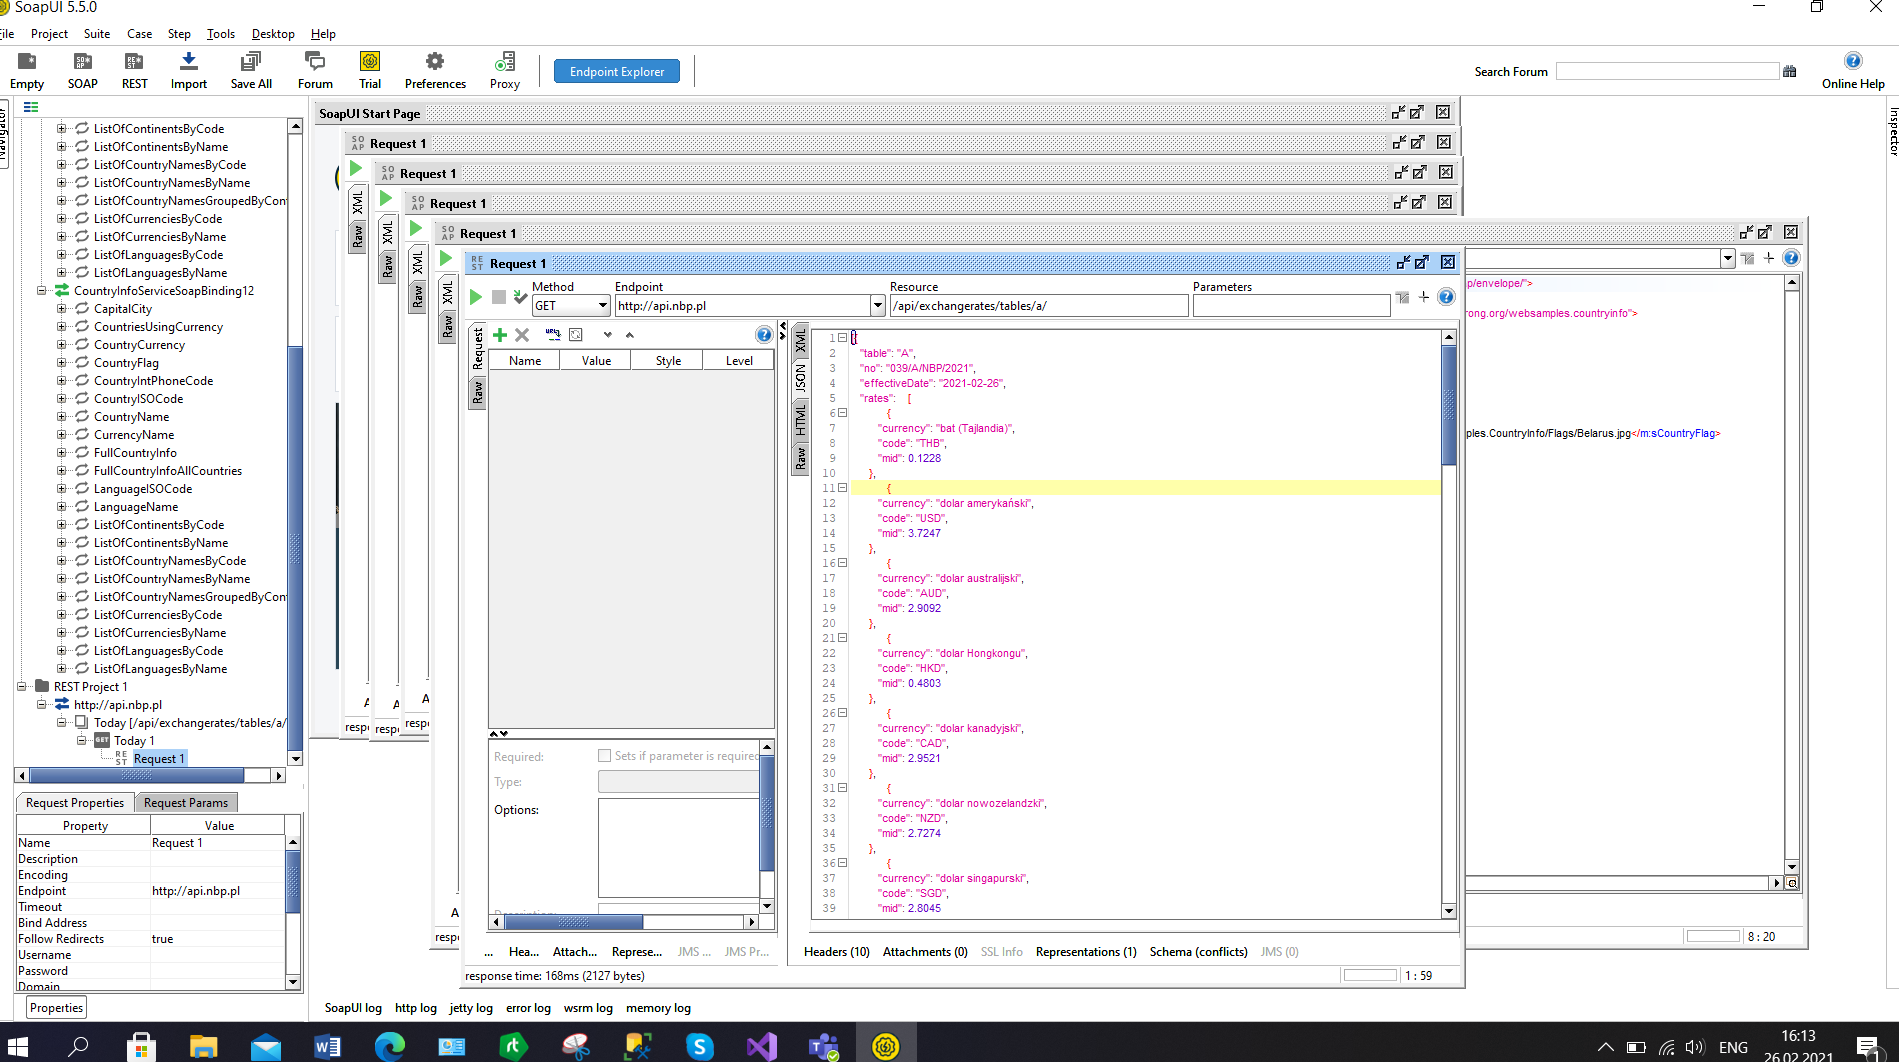 SoapUI 5.5.0
File Project Suite Case Step Tools Desktop Help
Empty SOAP REST Import Save All Forum Trial Preferences Proxy
Endpoint Explorer
Search Forum
Online Help
Navigator
Inspector
ListOfContinentsByCode
ListOfContinentsByName
ListOfCountryNamesByCode
ListOfCountryNamesByName
ListOfCountryNamesGroupedByCon
ListOfCurrenciesByCode
ListOfCurrenciesByName
ListOfLanguagesByCode
ListOfLanguagesByName
CountryInfoServiceSoapBinding12
CapitalCity
CountriesUsingCurrency
CountryCurrency
CountryFlag
CountryIntPhoneCode
CountryISOCode
CountryName
CurrencyName
FullCountryInfo
FullCountryInfoAllCountries
LanguageISOCode
LanguageName
ListOfContinentsByCode
ListOfContinentsByName
ListOfCountryNamesByCode
ListOfCountryNamesByName
ListOfCountryNamesGroupedByCon
ListOfCurrenciesByCode
ListOfCurrenciesByName
ListOfLanguagesByCode
ListOfLanguagesByName
REST Project 1
http://api.nbp.pl
Today [/api/exchangerates/tables/a/
GET Today 1
REST Request 1
Request Properties Request Params
Property Value
Name Request 1
Description
Encoding
Endpoint http://api.nbp.pl
Timeout
Bind Address
Follow Redirects true
Username
Password
Domain
Properties
SoapUI Start Page
SOAP Request 1
SOAP Request 1
SOAP Request 1
SOAP Request 1
XML Raw
XML Raw
XML Raw
XML Raw
A A A A
respo respo respo respo
REST Request 1
Method Endpoint Resource Parameters
GET http://api.nbp.pl /api/exchangerates/tables/a/
Request
Raw
Name Value Style Level
Required: Sets if parameter is required
Type:
Options:
Description:
... Hea... Attach... Represe... JMS ... JMS Pr...
response time: 168ms (2127 bytes)
XML
JSON
HTML
Raw
1 [{
2 "table": "A",
3 "no": "039/A/NBP/2021",
4 "effectiveDate": "2021-02-26",
5 "rates": [
6 {
7 "currency": "bat (Tajlandia)",
8 "code": "THB",
9 "mid": 0.1228
10 },
11 {
12 "currency": "dolar amerykański",
13 "code": "USD",
14 "mid": 3.7247
15 },
16 {
17 "currency": "dolar australijski",
18 "code": "AUD",
19 "mid": 2.9092
20 },
21 {
22 "currency": "dolar Hongkongu",
23 "code": "HKD",
24 "mid": 0.4803
25 },
26 {
27 "currency": "dolar kanadyjski",
28 "code": "CAD",
29 "mid": 2.9521
30 },
31 {
32 "currency": "dolar nowozelandzki",
33 "code": "NZD",
34 "mid": 2.7274
35 },
36 {
37 "currency": "dolar singapurski",
38 "code": "SGD",
39 "mid": 2.8045
Headers (10) Attachments (0) SSL Info Representations (1) Schema (conflicts) JMS (0)
1 : 59
p/envelope/">
rong.org/websamples.countryinfo">
ples.CountryInfo/Flags/Belarus.jpg</m:sCountryFlag>
8 : 20
SoapUI log http log jetty log error log wsrm log memory log
ENG
16:13
26.02.2021
1